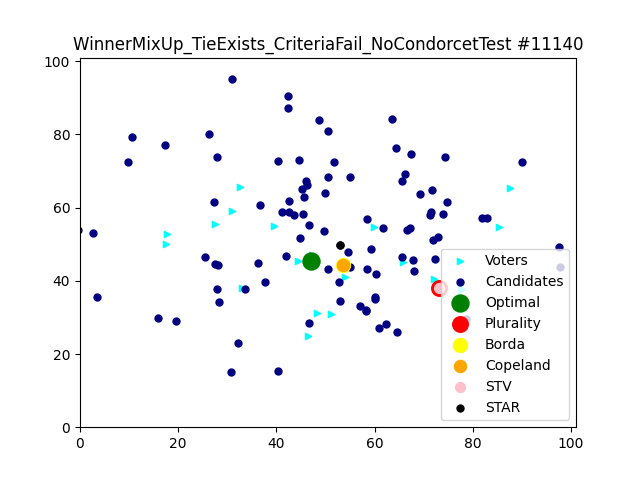 WinnerMixUp_TieExists_CriteriaFail_NoCondorcetTest #11140
100
80
60
40
20
0
0 20 40 60 80 100
Voters
Candidates
Optimal
Plurality
Borda
Copeland
STV
STAR